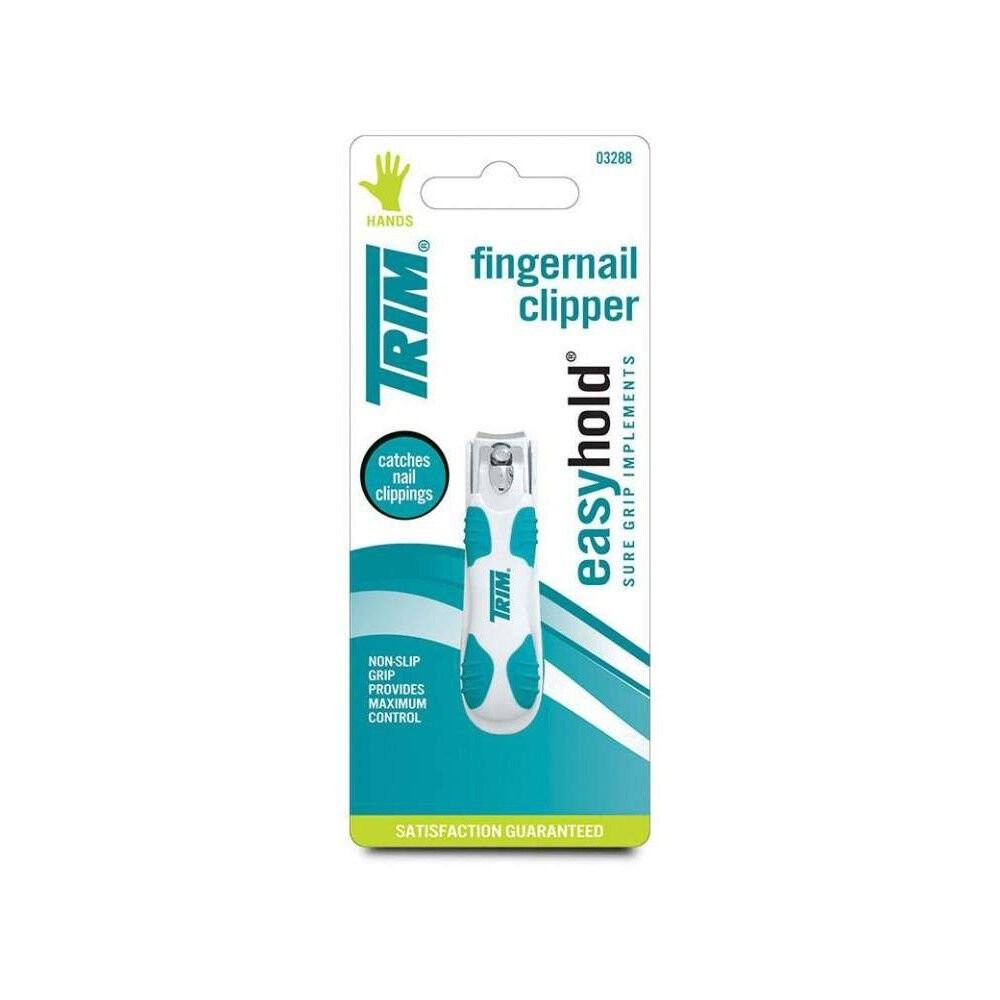 03288
HANDS
TRIM®
fingernail
clipper
easyhold®
SURE GRIP IMPLEMENTS
catches
nail
clippings
TRIM®
NON-SLIP
GRIP
PROVIDES
MAXIMUM
CONTROL
SATISFACTION GUARANTEED